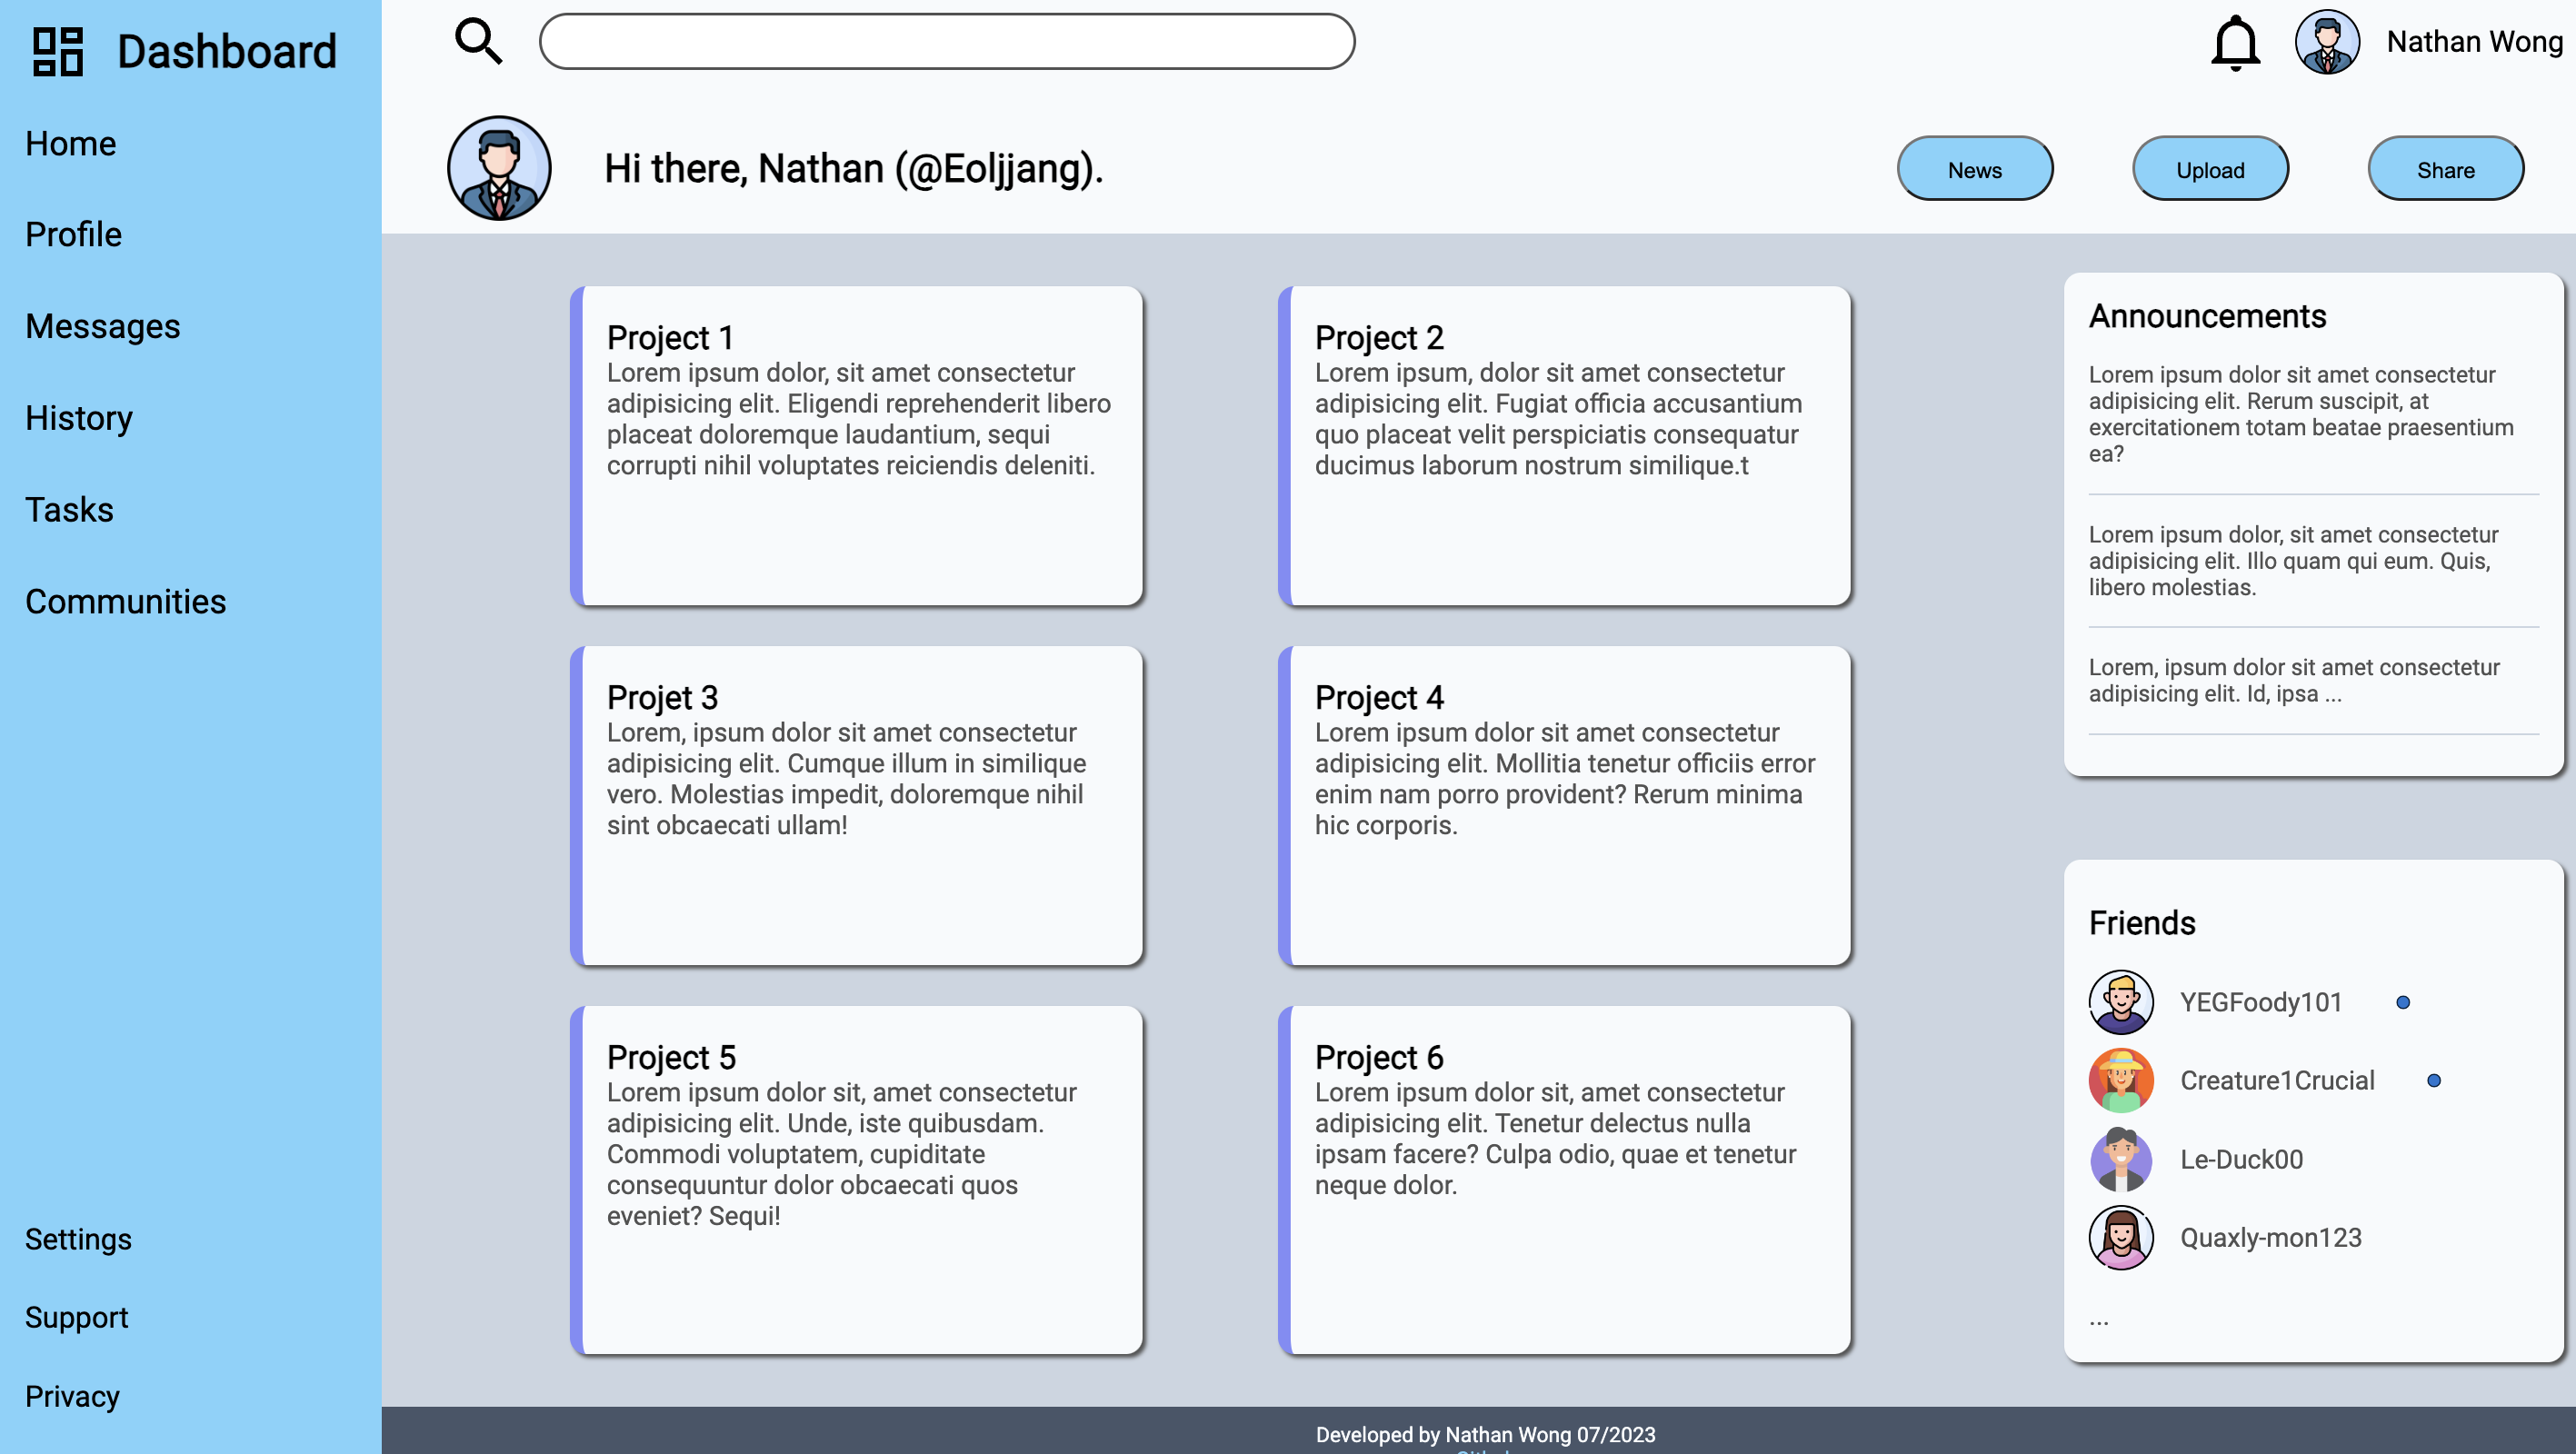 Dashboard
Home
Profile
Messages
History
Tasks
Communities
Settings
Support
Privacy
Nathan Wong
Hi there, Nathan (@Eoljjang).
News
Upload
Share
Project 1
Lorem ipsum dolor, sit amet consectetur
adipisicing elit. Eligendi reprehenderit libero
placeat doloremque laudantium, sequi
corrupti nihil voluptates reiciendis deleniti.
Project 2
Lorem ipsum, dolor sit amet consectetur
adipisicing elit. Fugiat officia accusantium
quo placeat velit perspiciatis consequatur
ducimus laborum nostrum similique.t
Projet 3
Lorem, ipsum dolor sit amet consectetur
adipisicing elit. Cumque illum in similique
vero. Molestias impedit, doloremque nihil
sint obcaecati ullam!
Project 4
Lorem ipsum dolor sit amet consectetur
adipisicing elit. Mollitia tenetur officiis error
enim nam porro provident? Rerum minima
hic corporis.
Project 5
Lorem ipsum dolor sit, amet consectetur
adipisicing elit. Unde, iste quibusdam.
Commodi voluptatem, cupiditate
consequuntur dolor obcaecati quos
eveniet? Sequi!
Project 6
Lorem ipsum dolor sit, amet consectetur
adipisicing elit. Tenetur delectus nulla
ipsam facere? Culpa odio, quae et tenetur
neque dolor.
Announcements
Lorem ipsum dolor sit amet consectetur
adipisicing elit. Rerum suscipit, at
exercitationem totam beatae praesentium
ea?
Lorem ipsum dolor, sit amet consectetur
adipisicing elit. Illo quam qui eum. Quis,
libero molestias.
Lorem, ipsum dolor sit amet consectetur
adipisicing elit. Id, ipsa ...
Friends
YEGFoody101
Creature1Crucial
Le-Duck00
Quaxly-mon123
...
Developed by Nathan Wong 07/2023